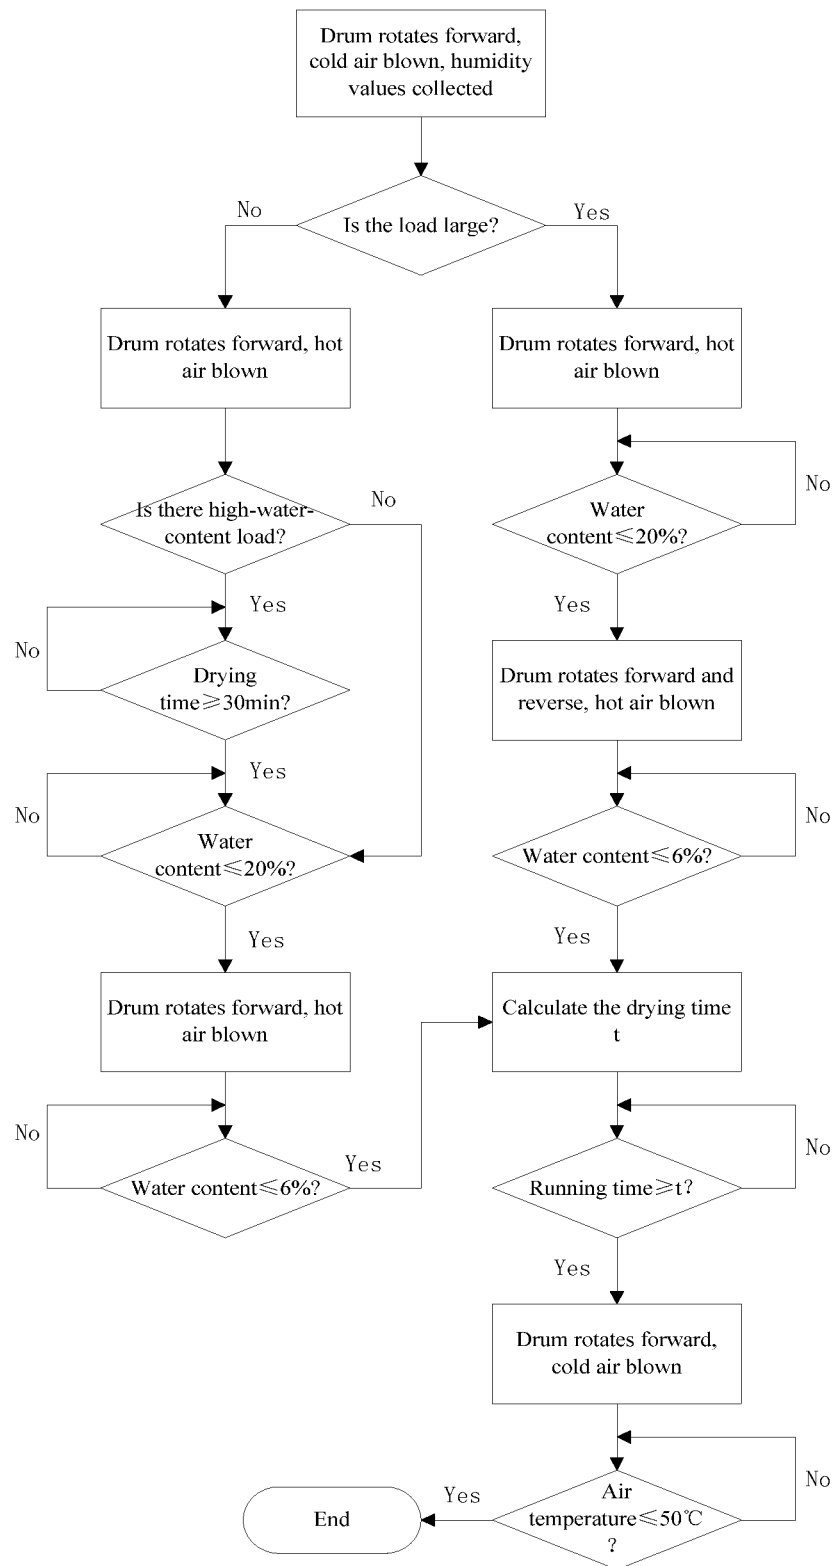 Drum rotates forward,
cold air blown, humidity
values collected
Is the load large?
No
Yes
Drum rotates forward, hot
air blown
Drum rotates forward, hot
air blown
Is there high-water-
content load?
No
Yes
Water
content≤20%?
No
Yes
Drying
time≥30min?
No
Yes
Drum rotates forward and
reverse, hot air blown
Water
content≤20%?
No
Yes
Water content≤6%?
No
Yes
Drum rotates forward, hot
air blown
Calculate the drying time
t
Water content≤6%?
No
Yes
Running time≥t?
No
Yes
Drum rotates forward,
cold air blown
Air
temperature≤50℃
?
No
Yes
End